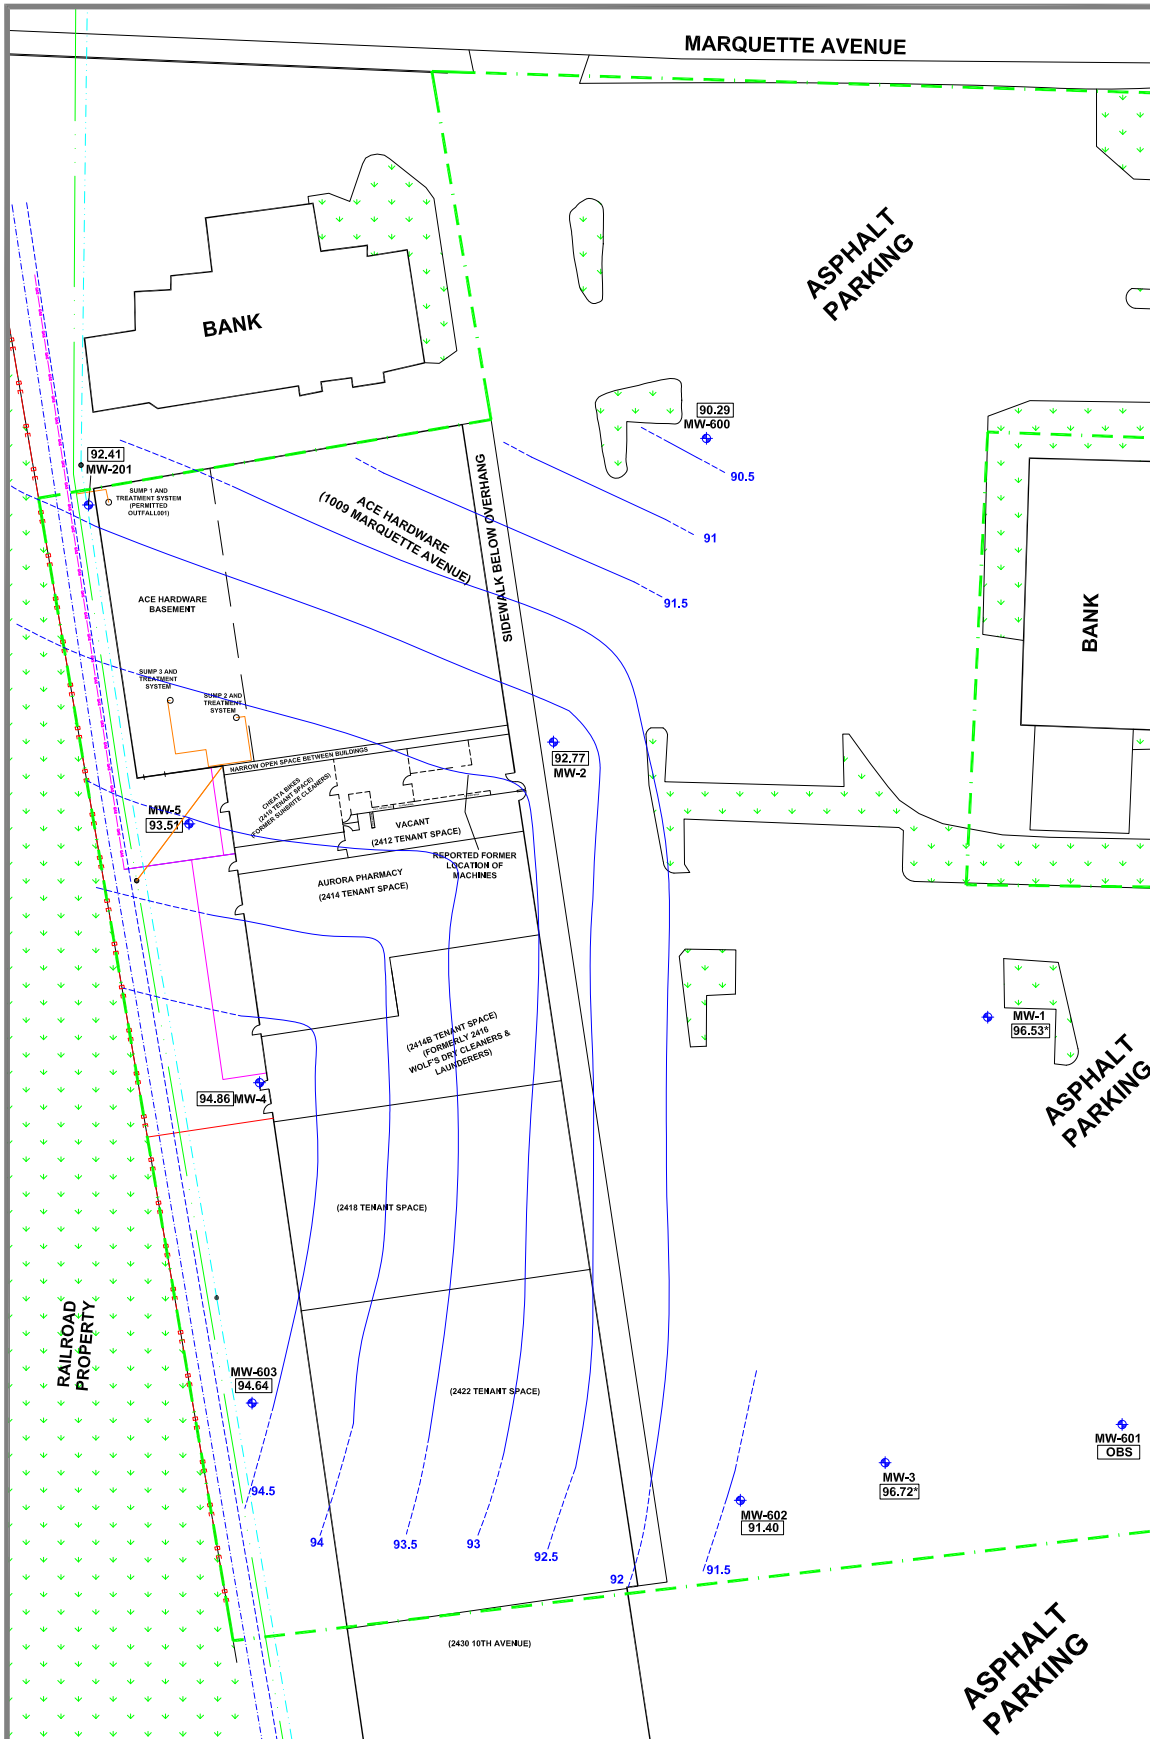 MARQUETTE AVENUE
ASPHALT
PARKING
BANK
90.29
MW-600
92.41
MW-201
90.5
SUMP 1 AND
TREATMENT SYSTEM
(PERMITTED
OUTFALL001)
ACE HARDWARE
(1009 MARQUETTE AVENUE)
SIDEWALK BELOW OVERHANG
91
ACE HARDWARE
BASEMENT
91.5
BANK
SUMP 3 AND
TREATMENT
SYSTEM
SUMP 2 AND
TREATMENT
SYSTEM
NARROW OPEN SPACE BETWEEN BUILDINGS
92.77
MW-2
CHEATA BIKES
(2410 TENANT SPACE)
(FORMER SUNBRITE CLEANERS)
MW-5
93.51
VACANT
(2412 TENANT SPACE)
REPORTED FORMER
LOCATION OF
MACHINES
AURORA PHARMACY
(2414 TENANT SPACE)
(2414B TENANT SPACE)
(FORMERLY 2416
WOLF'S DRY CLEANERS &
LAUNDERERS)
MW-1
96.53*
ASPHALT
PARKING
94.86 MW-4
(2418 TENANT SPACE)
RAILROAD
PROPERTY
MW-603
94.64
(2422 TENANT SPACE)
MW-601
OBS
MW-3
96.72*
94.5
MW-602
91.40
94
93.5
93
92.5
92
91.5
(2430 10TH AVENUE)
ASPHALT
PARKING